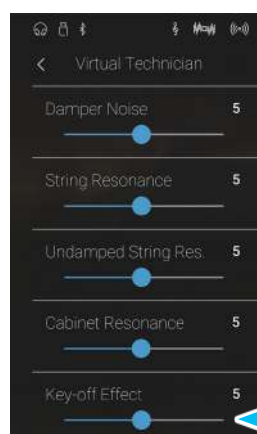 Virtual Technician
Damper Noise 5
String Resonance 5
Undamped String Res. 5
Cabinet Resonance 5
Key-off Effect 5